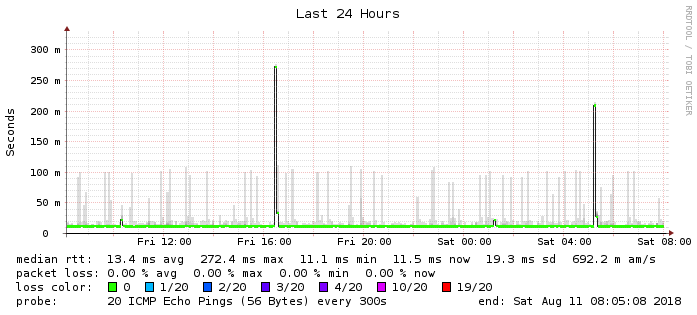 Last 24 Hours
RRDTOOL / TOBI OETIKER
Seconds
300 m
250 m
200 m
150 m
100 m
50 m
0
Fri 12:00 Fri 16:00 Fri 20:00 Sat 00:00 Sat 04:00 Sat 08:00
median rtt: 13.4 ms avg 272.4 ms max 11.1 ms min 11.5 ms now 19.3 ms sd 692.2 m am/s
packet loss: 0.00 % avg 0.00 % max 0.00 % min 0.00 % now
loss color: 0 1/20 2/20 3/20 4/20 10/20 19/20
probe: 20 ICMP Echo Pings (56 Bytes) every 300s end: Sat Aug 11 08:05:08 2018